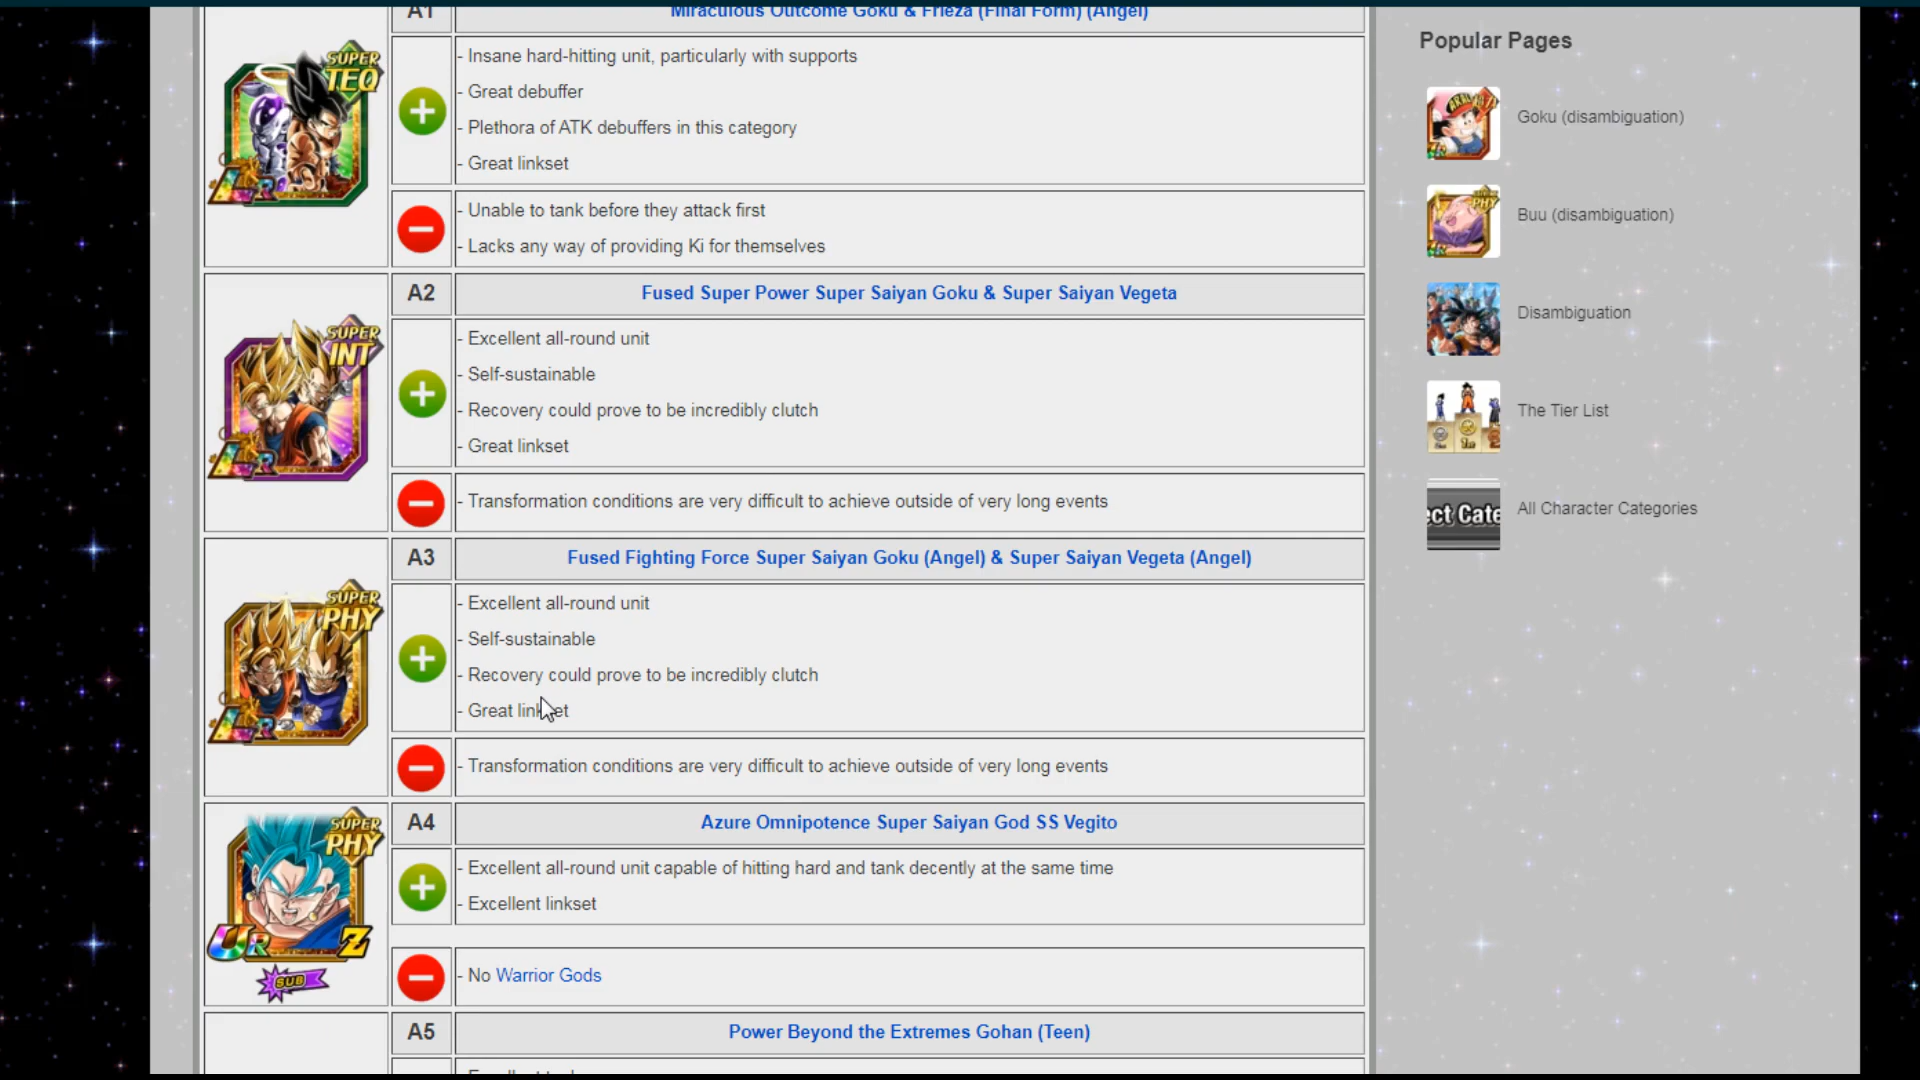 A1
Miraculous Outcome Goku & Frieza (Final Form) (Angel)
SUPER
TEQ
LR
- Insane hard-hitting unit, particularly with supports
- Great debuffer
- Plethora of ATK debuffers in this category
- Great linkset
- Unable to tank before they attack first
- Lacks any way of providing Ki for themselves
A2
Fused Super Power Super Saiyan Goku & Super Saiyan Vegeta
SUPER
INT
LR
- Excellent all-round unit
- Self-sustainable
- Recovery could prove to be incredibly clutch
- Great linkset
- Transformation conditions are very difficult to achieve outside of very long events
A3
Fused Fighting Force Super Saiyan Goku (Angel) & Super Saiyan Vegeta (Angel)
SUPER
PHY
LR
- Excellent all-round unit
- Self-sustainable
- Recovery could prove to be incredibly clutch
- Great linkset
- Transformation conditions are very difficult to achieve outside of very long events
A4
Azure Omnipotence Super Saiyan God SS Vegito
SUPER
PHY
UR
Z
SUB
- Excellent all-round unit capable of hitting hard and tank decently at the same time
- Excellent linkset
- No Warrior Gods
A5
Power Beyond the Extremes Gohan (Teen)
Popular Pages
Goku (disambiguation)
PHY
Buu (disambiguation)
Disambiguation
The Tier List
ect Cate
All Character Categories